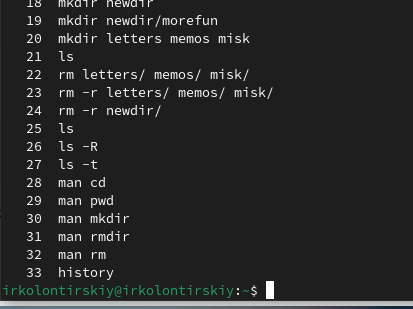 18 mkdir newdir
19 mkdir newdir/morefun
20 mkdir letters memos misk
21 ls
22 rm letters/ memos/ misk/
23 rm -r letters/ memos/ misk/
24 rm -r newdir/
25 ls
26 ls -R
27 ls -t
28 man cd
29 man pwd
30 man mkdir
31 man rmdir
32 man rm
33 history
irkolontirskiy@irkolontirskiy:~$